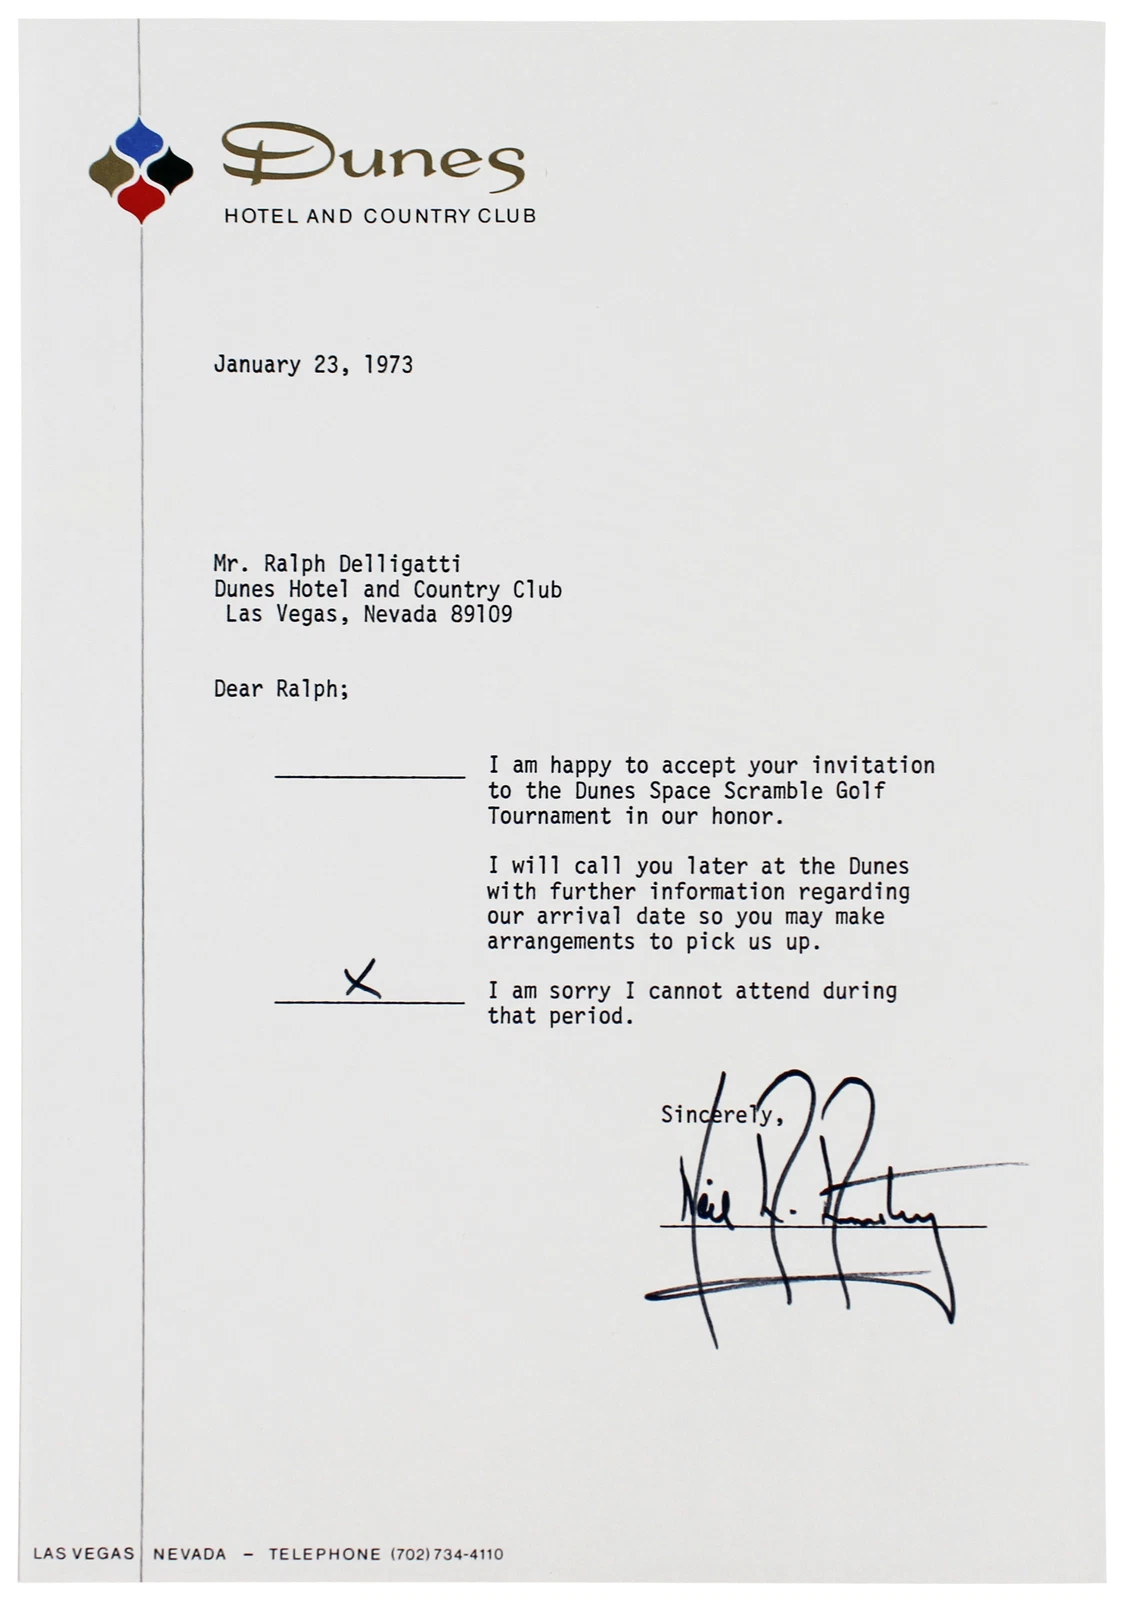 Dunes
HOTEL AND COUNTRY CLUB
January 23, 1973
Mr. Ralph Delligatti
Dunes Hotel and Country Club
Las Vegas, Nevada 89109
Dear Ralph;
I am happy to accept your invitation
to the Dunes Space Scramble Golf
Tournament in our honor.
I will call you later at the Dunes
with further information regarding
our arrival date so you may make
arrangements to pick us up.
X
I am sorry I cannot attend during
that period.
Sincerely,
Neil
LAS VEGAS NEVADA – TELEPHONE (702) 734-4110